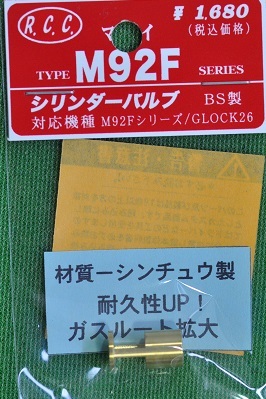 R.C.C.
¥1,680
(税込価格)
マルイ
TYPE M92F SERIES
シリンダーバルブ BS製
対応機種 M92Fシリーズ/GLOCK26
材質ーシンチュウ製
耐久性UP!
ガスルート拡大